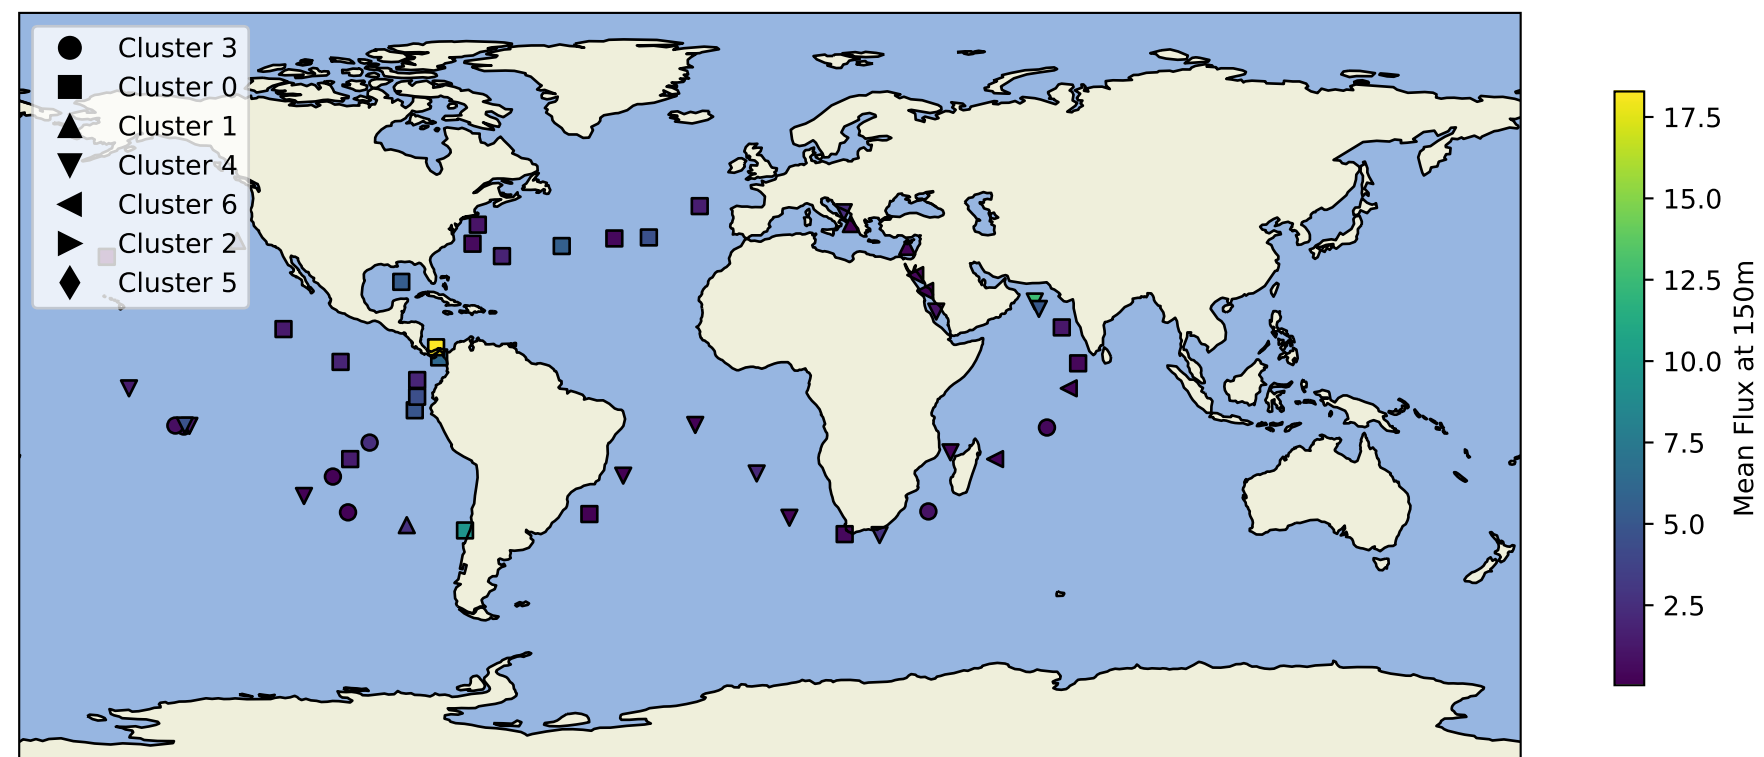 Cluster 3
Cluster 0
Cluster 1
Cluster 4
Cluster 6
Cluster 2
Cluster 5
17.5
15.0
12.5
10.0
7.5
5.0
2.5
Mean Flux at 150m